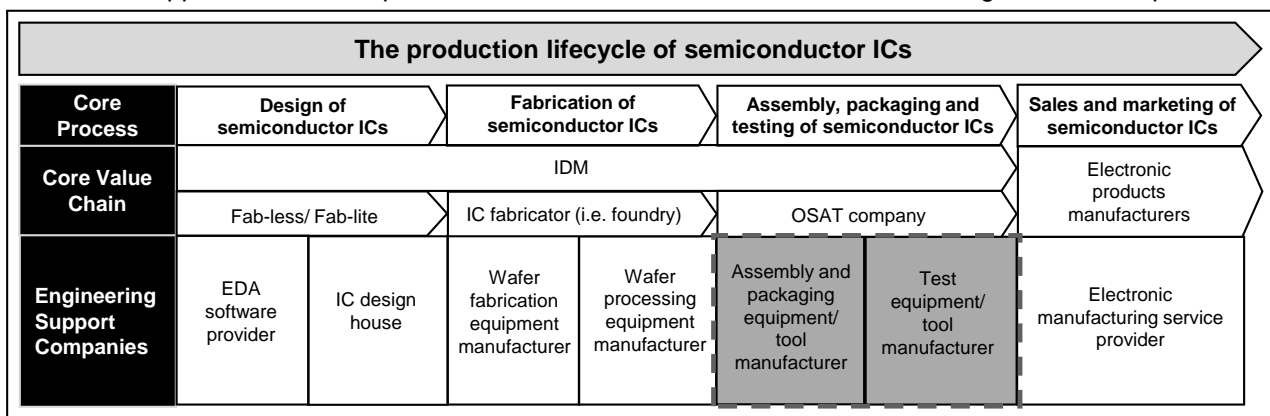 The production lifecycle of semiconductor ICs
Core
Process
Design of
semiconductor ICs
Fabrication of
semiconductor ICs
Assembly, packaging and
testing of semiconductor ICs
Sales and marketing of
semiconductor ICs
Core Value
Chain
IDM
Electronic
products
manufacturers
Fab-less/ Fab-lite
IC fabricator (i.e. foundry)
OSAT company
Engineering
Support
Companies
EDA
software
provider
IC design
house
Wafer
fabrication
equipment
manufacturer
Wafer
processing
equipment
manufacturer
Assembly and
packaging
equipment/
tool
manufacturer
Test
equipment/
tool
manufacturer
Electronic
manufacturing service
provider